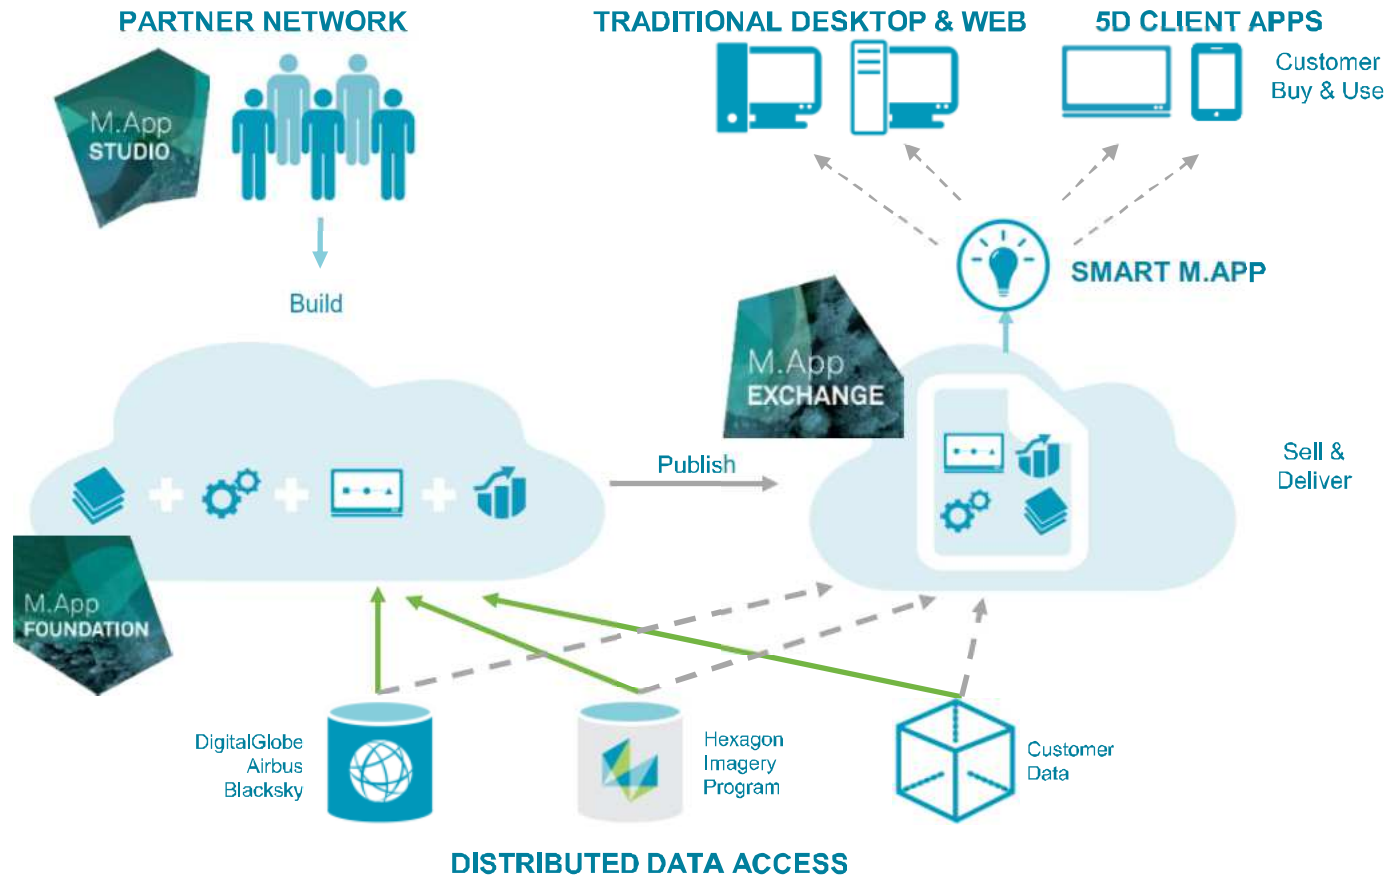 PARTNER NETWORK
TRADITIONAL DESKTOP & WEB
5D CLIENT APPS
Customer
Buy & Use
M.App
STUDIO
Build
SMART M.APP
M.App
EXCHANGE
Publish
Sell &
Deliver
M.App
FOUNDATION
DigitalGlobe
Airbus
Blacksky
Hexagon
Imagery
Program
Customer
Data
DISTRIBUTED DATA ACCESS